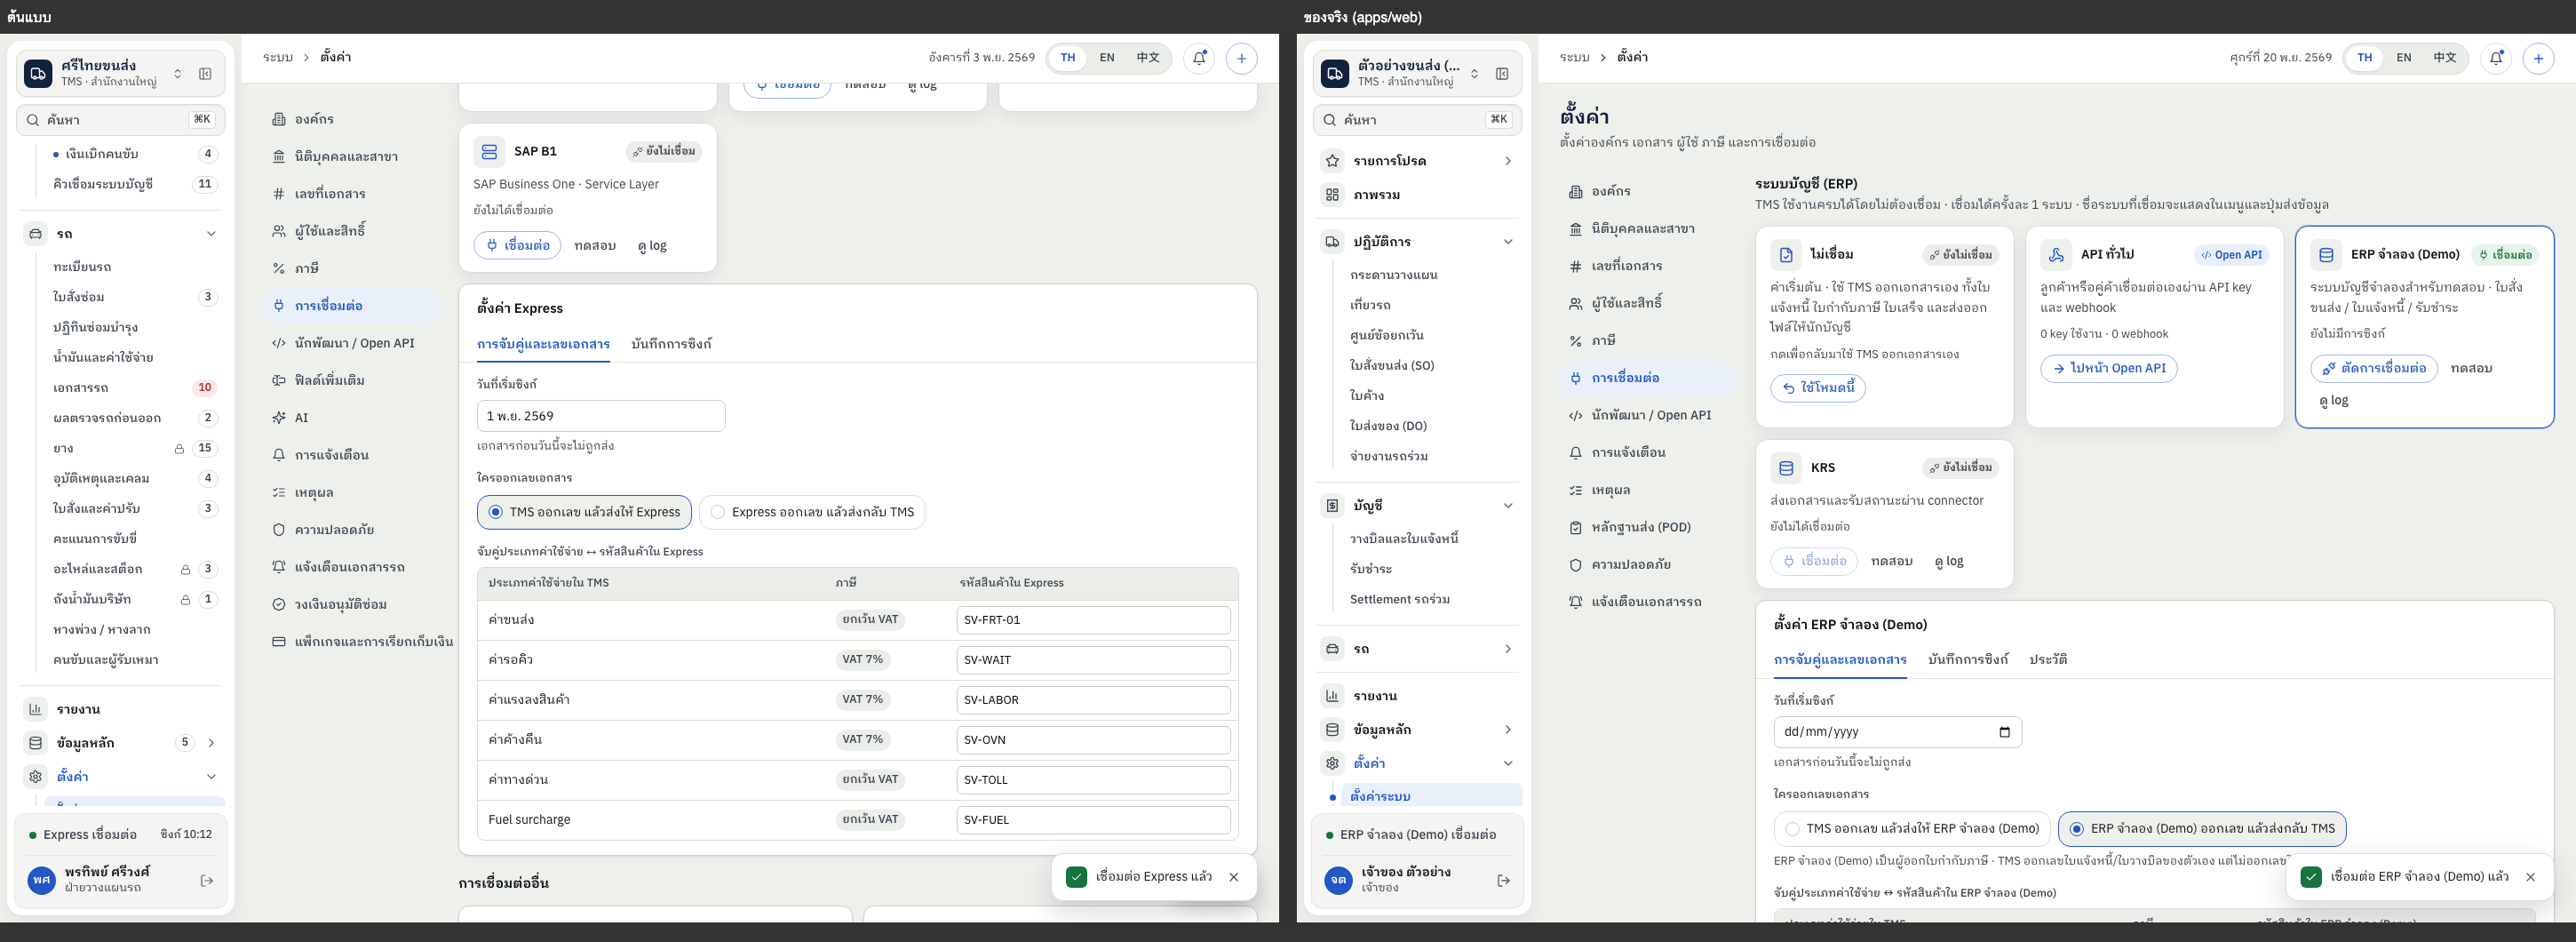 ต้นแบบ
ศรีไทยขนส่ง
TMS · สำนักงานใหญ่
ค้นหา
⌘K
เงินเบิกคนขับ 4
คิวเชื่อมระบบบัญชี 11
รถ
ทะเบียนรถ
ใบสั่งซ่อม 3
ปฏิทินซ่อมบำรุง
น้ำมันและค่าใช้จ่าย
เอกสารรถ 10
ผลตรวจรถก่อนออก 2
ยาง 15
อุบัติเหตุและเคลม 4
ใบสั่งและค่าปรับ 3
คะแนนการขับขี่
อะไหล่และสต็อก 3
ถังน้ำมันบริษัท 1
หางพ่วง / หางลาก
คนขับและผู้รับเหมา
รายงาน
ข้อมูลหลัก 5
ตั้งค่า
Express เชื่อมต่อ ซิงก์ 10:12
พศ
พรทิพย์ ศรีวงศ์
ฝ่ายวางแผนรถ
ระบบ > ตั้งค่า
อังคารที่ 3 พ.ย. 2569 TH EN 中文
องค์กร
นิติบุคคลและสาขา
เลขที่เอกสาร
ผู้ใช้และสิทธิ์
ภาษี
การเชื่อมต่อ
นักพัฒนา / Open API
ฟิลด์เพิ่มเติม
AI
การแจ้งเตือน
เหตุผล
ความปลอดภัย
แจ้งเตือนเอกสารรถ
วงเงินอนุมัติซ่อม
แพ็กเกจและการเรียกเก็บเงิน
เชื่อมต่อ ทดสอบ ดู log
SAP B1 ยังไม่เชื่อม
SAP Business One · Service Layer
ยังไม่ได้เชื่อมต่อ
เชื่อมต่อ ทดสอบ ดู log
ตั้งค่า Express
การจับคู่และเลขเอกสาร บันทึกการซิงก์
วันที่เริ่มซิงก์
1 พ.ย. 2569
เอกสารก่อนวันนี้จะไม่ถูกส่ง
ใครออกเลขเอกสาร
TMS ออกเลข แล้วส่งให้ Express Express ออกเลข แล้วส่งกลับ TMS
จับคู่ประเภทค่าใช้จ่าย ↔ รหัสสินค้าใน Express
ประเภทค่าใช้จ่ายใน TMS ภาษี รหัสสินค้าใน Express
ค่าขนส่ง ยกเว้น VAT SV-FRT-01
ค่ารอคิว VAT 7% SV-WAIT
ค่าแรงลงสินค้า VAT 7% SV-LABOR
ค่าค้างคืน VAT 7% SV-OVN
ค่าทางด่วน ยกเว้น VAT SV-TOLL
Fuel surcharge ยกเว้น VAT SV-FUEL
การเชื่อมต่ออื่น
เชื่อมต่อ Express แล้ว
ของจริง (apps/web)
ตัวอย่างขนส่ง (...
TMS · สำนักงานใหญ่
ค้นหา
⌘K
รายการโปรด
ภาพรวม
ปฏิบัติการ
กระดานวางแผน
เที่ยวรถ
ศูนย์ข้อยกเว้น
ใบสั่งขนส่ง (SO)
ใบค้าง
ใบส่งของ (DO)
จ่ายงานรถร่วม
บัญชี
วางบิลและใบแจ้งหนี้
รับชำระ
Settlement รถร่วม
รถ
รายงาน
ข้อมูลหลัก
ตั้งค่า
ตั้งค่าระบบ
ERP จำลอง (Demo) เชื่อมต่อ
จต
เจ้าของ ตัวอย่าง
เจ้าของ
ระบบ > ตั้งค่า
ศุกร์ที่ 20 พ.ย. 2569 TH EN 中文
ตั้งค่า
ตั้งค่าองค์กร เอกสาร ผู้ใช้ ภาษี และการเชื่อมต่อ
องค์กร
นิติบุคคลและสาขา
เลขที่เอกสาร
ผู้ใช้และสิทธิ์
ภาษี
การเชื่อมต่อ
นักพัฒนา / Open API
การแจ้งเตือน
เหตุผล
หลักฐานส่ง (POD)
ความปลอดภัย
แจ้งเตือนเอกสารรถ
ระบบบัญชี (ERP)
TMS ใช้งานครบได้โดยไม่ต้องเชื่อม · เชื่อมได้ครั้งละ 1 ระบบ · ชื่อระบบที่เชื่อมจะแสดงในเมนูและปุ่มส่งข้อมูล
ไม่เชื่อม ยังไม่เชื่อม
ค่าเริ่มต้น · ใช้ TMS ออกเอกสารเอง ทั้งใบ
แจ้งหนี้ ใบกำกับภาษี ใบเสร็จ และส่งออก
ไฟล์ให้นักบัญชี
กดเพื่อกลับมาใช้ TMS ออกเอกสารเอง
ใช้โหมดนี้
API ทั่วไป Open API
ลูกค้าหรือคู่ค้าเชื่อมต่อเองผ่าน API key
และ webhook
0 key ใช้งาน · 0 webhook
ไปหน้า Open API
ERP จำลอง (Demo) เชื่อมต่อ
ระบบบัญชีจำลองสำหรับทดสอบ · ใบสั่ง
ขนส่ง / ใบแจ้งหนี้ / รับชำระ
ยังไม่มีการซิงก์
ตัดการเชื่อมต่อ ทดสอบ
ดู log
KRS ยังไม่เชื่อม
ส่งเอกสารและรับสถานะผ่าน connector
ยังไม่ได้เชื่อมต่อ
เชื่อมต่อ ทดสอบ ดู log
ตั้งค่า ERP จำลอง (Demo)
การจับคู่และเลขเอกสาร บันทึกการซิงก์ ประวัติ
วันที่เริ่มซิงก์
dd/mm/yyyy
เอกสารก่อนวันนี้จะไม่ถูกส่ง
ใครออกเลขเอกสาร
TMS ออกเลข แล้วส่งให้ ERP จำลอง (Demo) ERP จำลอง (Demo) ออกเลข แล้วส่งกลับ TMS
ERP จำลอง (Demo) เป็นผู้ออกใบกำกับภาษี · TMS ออกเลขใบแจ้งหนี้/ใบวางบิลของตัวเอง แต่ไม่ออกเลข
จับคู่ประเภทค่าใช้จ่าย ↔ รหัสสินค้าใน ERP จำลอง (Demo)
เชื่อมต่อ ERP จำลอง (Demo) แล้ว